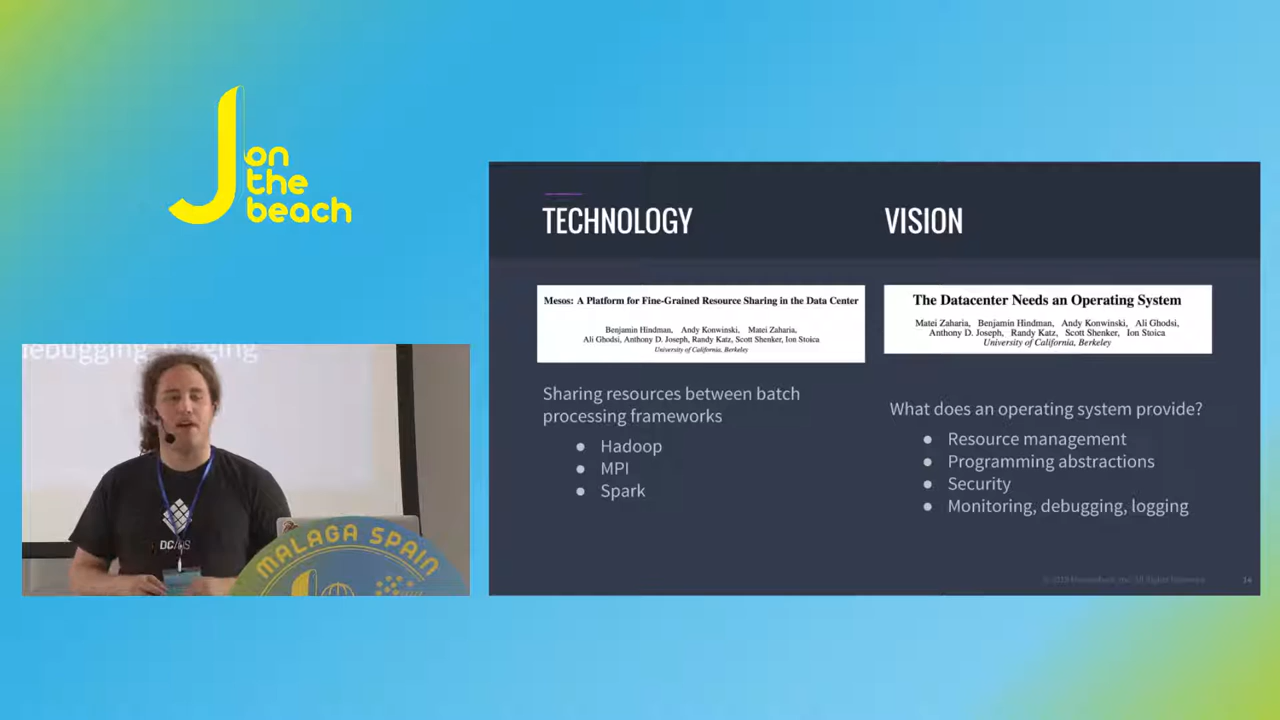 J
on
the
beach
debugging, logging
DC/OS
MALAGA SPAIN
TECHNOLOGY
Mesos: A Platform for Fine-Grained Resource Sharing in the Data Center
Benjamin Hindman, Andy Konwinski, Matei Zaharia,
Ali Ghodsi, Anthony D. Joseph, Randy Katz, Scott Shenker, Ion Stoica
University of California, Berkeley
Sharing resources between batch
processing frameworks
● Hadoop
● MPI
● Spark
VISION
The Datacenter Needs an Operating System
Matei Zaharia, Benjamin Hindman, Andy Konwinski, Ali Ghodsi,
Anthony D. Joseph, Randy Katz, Scott Shenker, Ion Stoica
University of California, Berkeley
What does an operating system provide?
● Resource management
● Programming abstractions
● Security
● Monitoring, debugging, logging
14